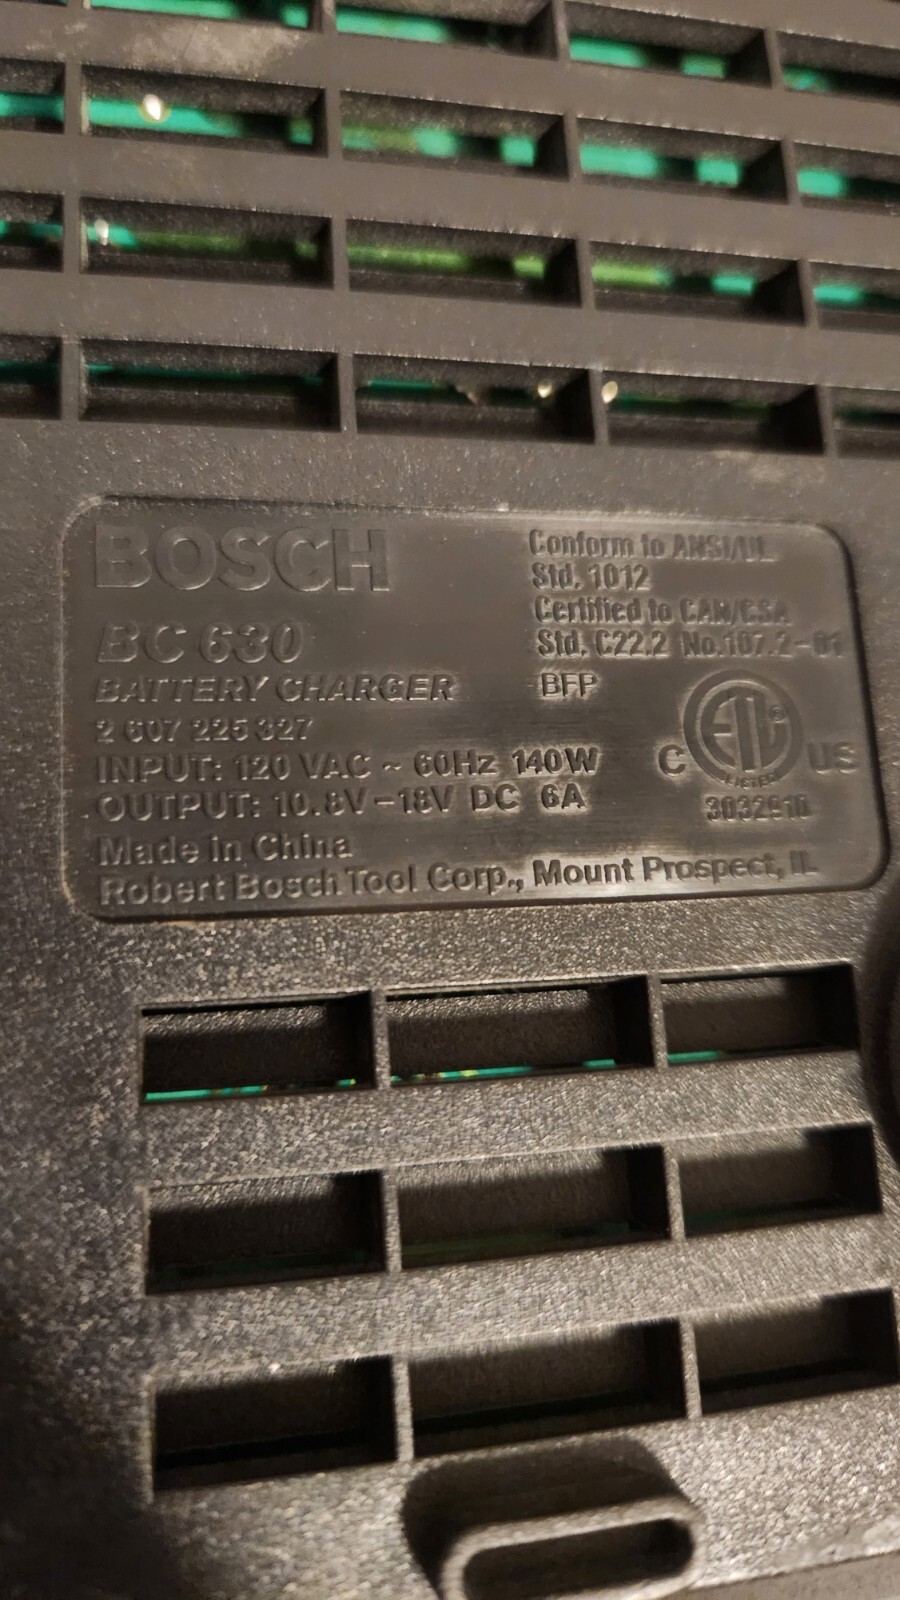 BOSCH
BC 630
BATTERY CHARGER
2 607 225 327
INPUT: 120 VAC ~ 60Hz 140W
OUTPUT: 10.8V–18V DC 6A
Made in China
Robert Bosch Tool Corp., Mount Prospect, IL
Conform to ANSI/UL
Std. 1012
Certified to CAN/CSA
Std. C22.2 No.107.2-01
BFP
C ETL US
LISTED
3032910